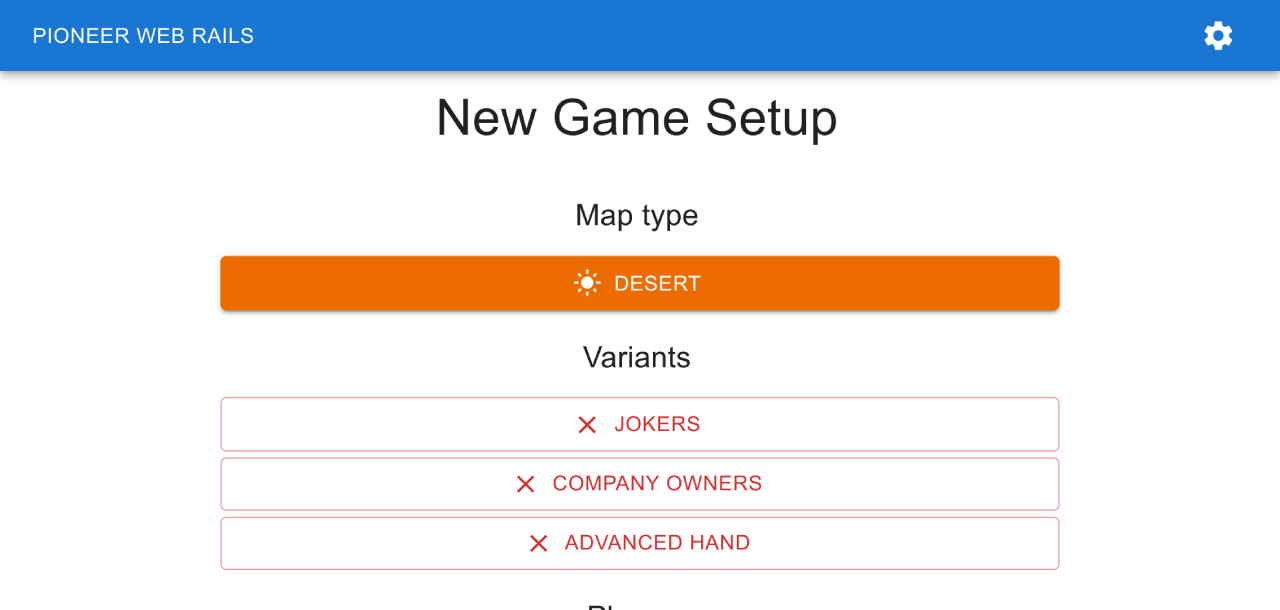 PIONEER WEB RAILS
New Game Setup
Map type
DESERT
Variants
JOKERS
COMPANY OWNERS
ADVANCED HAND